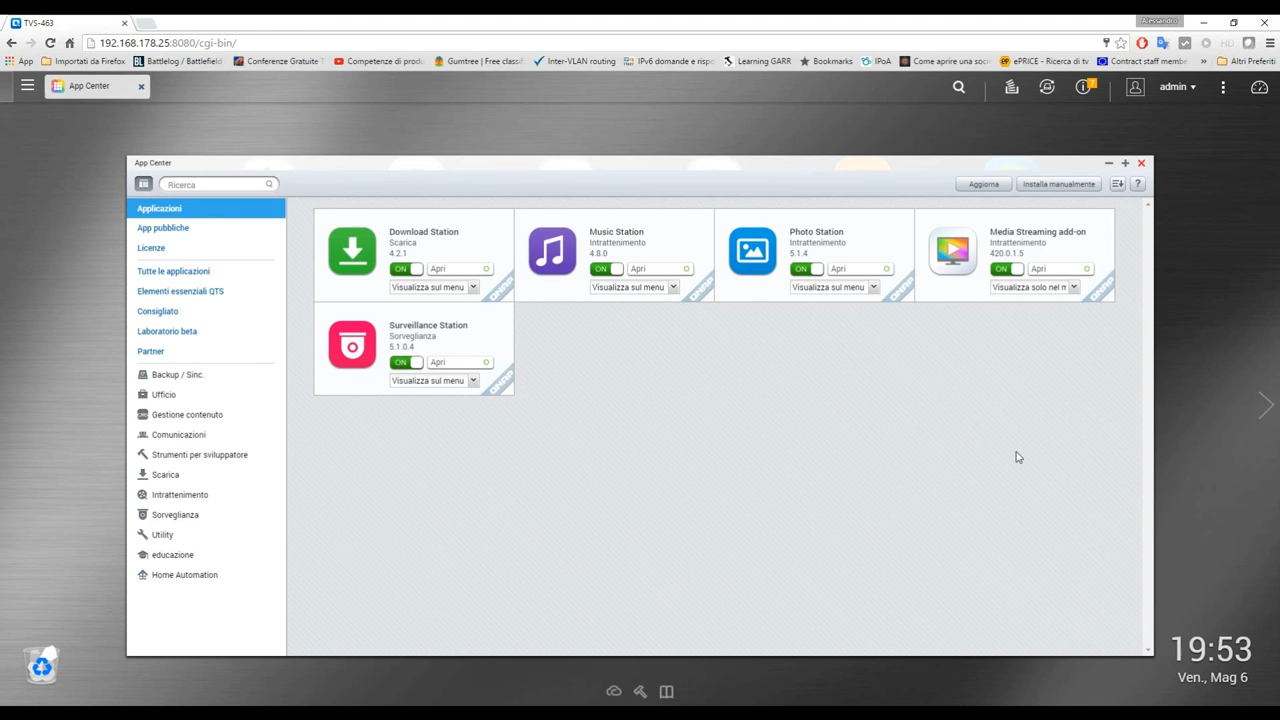 TVS-463
Alessandro
192.168.178.25:8080/cgi-bin/
App
Importati da Firefox
Battlelog / Battlefield
Conferenze Gratuite T
Competenze di produ
Gumtree | Free classif
Inter-VLAN routing
IPv6 domande e rispo
Learning GARR
Bookmarks
IPoA
Come aprire una soci
ePRICE - Ricerca di tv
Contract staff membe
»
Altri Preferiti
App Center
admin
App Center
Ricerca
Aggiorna
Installa manualmente
?
Applicazioni
App pubbliche
Licenze
Tutte le applicazioni
Elementi essenziali QTS
Consigliato
Laboratorio beta
Partner
Backup / Sinc.
Ufficio
Gestione contenuto
Comunicazioni
Strumenti per sviluppatore
Scarica
Intrattenimento
Sorveglianza
Utility
educazione
Home Automation
Download Station
Scarica
4.2.1
ON
Apri
Visualizza sul menu
QNAP
Music Station
Intrattenimento
4.8.0
ON
Apri
Visualizza sul menu
QNAP
Photo Station
Intrattenimento
5.1.4
ON
Apri
Visualizza sul menu
QNAP
Media Streaming add-on
Intrattenimento
420.0.1.5
ON
Apri
Visualizza solo nel m
QNAP
Surveillance Station
Sorveglianza
5.1.0.4
ON
Apri
Visualizza sul menu
QNAP
19:53
Ven., Mag 6